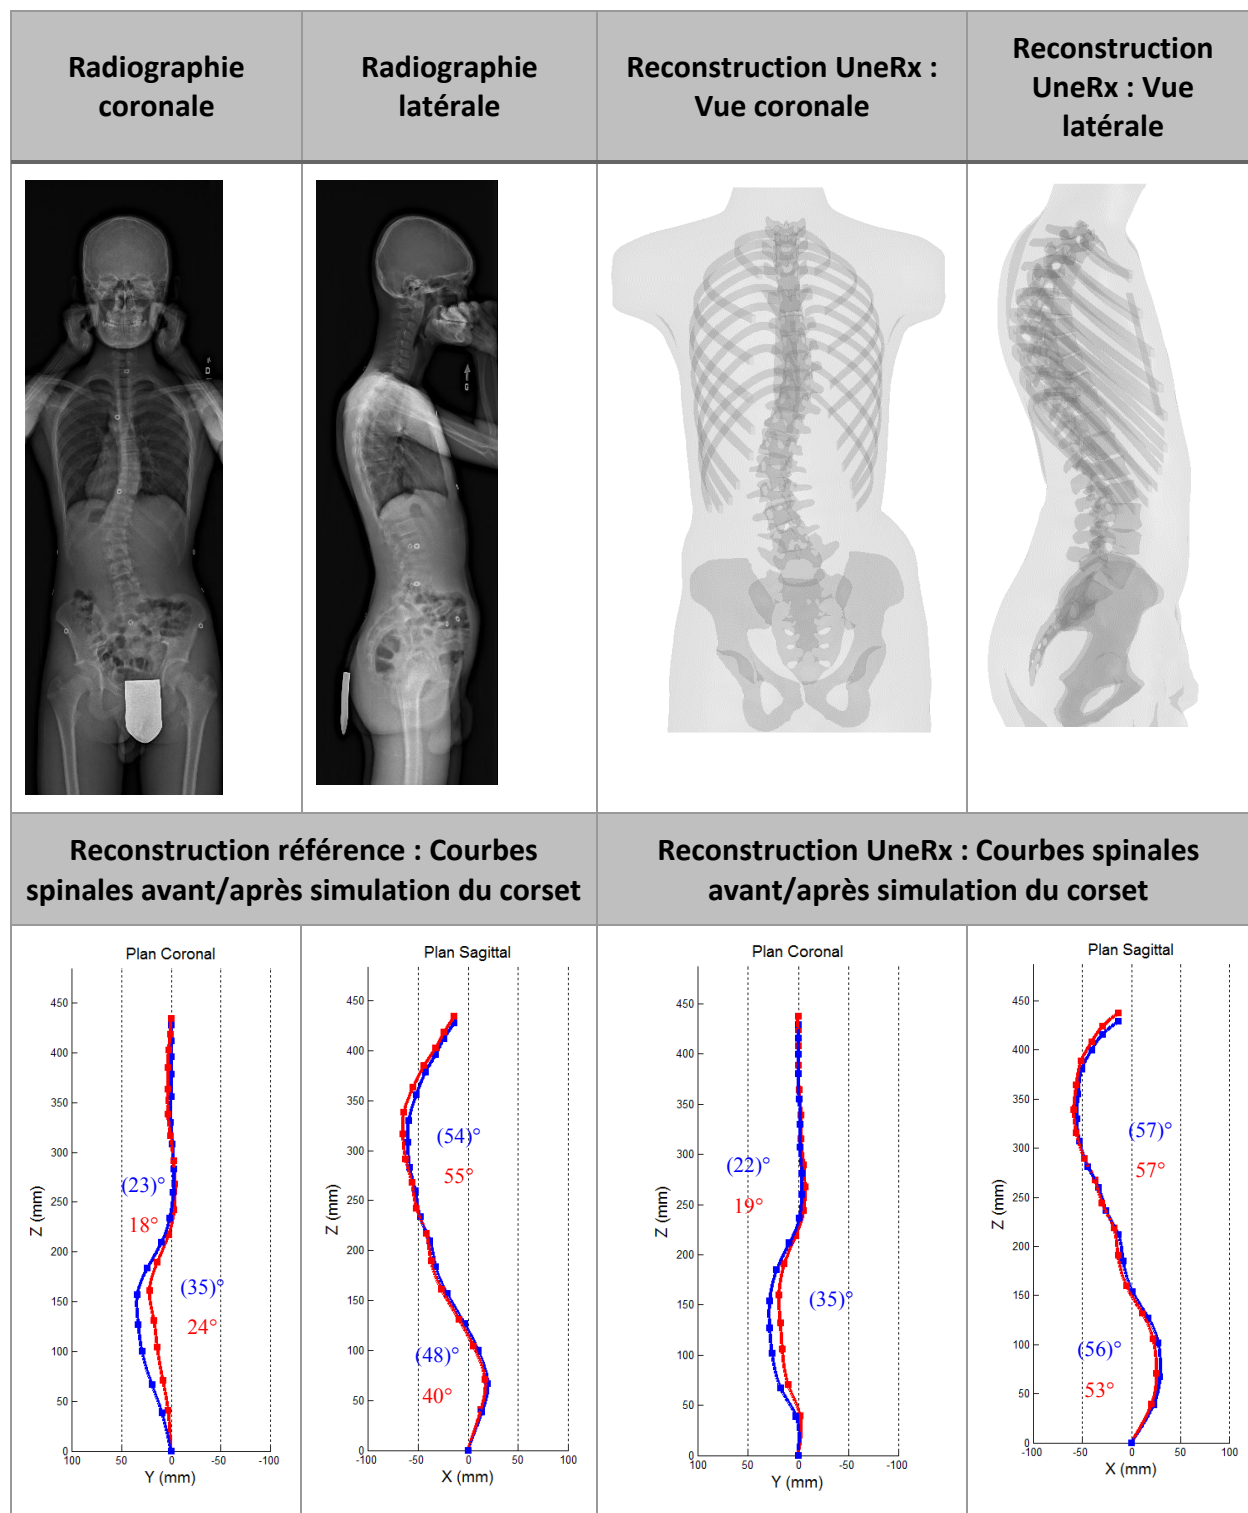 Radiographie
coronale
Radiographie
latérale
Reconstruction UneRx :
Vue coronale
Reconstruction
UneRx : Vue
latérale
D
G
Reconstruction référence : Courbes
spinales avant/après simulation du corset
Reconstruction UneRx : Courbes spinales
avant/après simulation du corset
Plan Coronal
450
400
350
300
250
200
150
100
50
0
Z (mm)
(23)°
18°
(35)°
24°
100 50 0 -50 -100
Y (mm)
Plan Sagittal
450
400
350
300
250
200
150
100
50
0
Z (mm)
(54)°
55°
(48)°
40°
-100 -50 0 50 100
X (mm)
Plan Coronal
450
400
350
300
250
200
150
100
50
0
Z (mm)
(22)°
19°
(35)°
100 50 0 -50 -100
Y (mm)
Plan Sagittal
450
400
350
300
250
200
150
100
50
0
Z (mm)
(57)°
57°
(56)°
53°
-100 -50 0 50 100
X (mm)